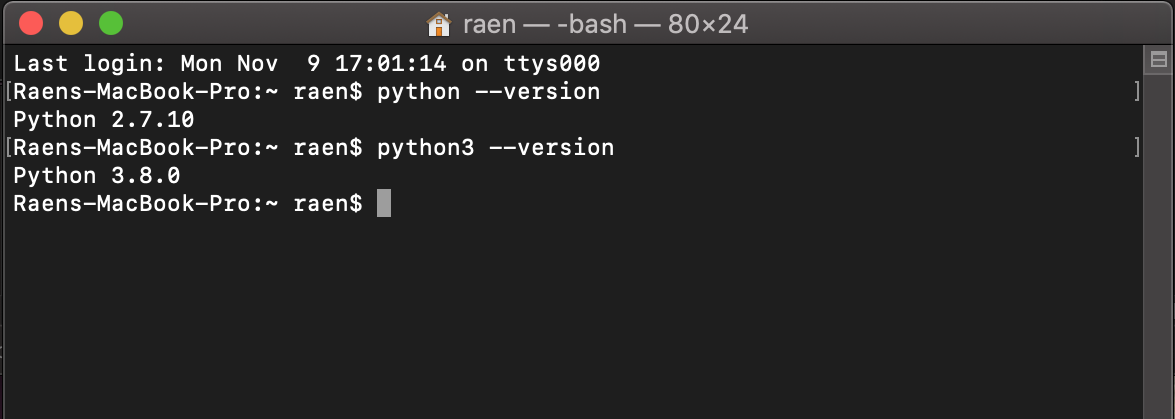 raen — -bash — 80×24
Last login: Mon Nov  9 17:01:14 on ttys000
[Raens-MacBook-Pro:~ raen$ python --version ]
Python 2.7.10
[Raens-MacBook-Pro:~ raen$ python3 --version ]
Python 3.8.0
Raens-MacBook-Pro:~ raen$